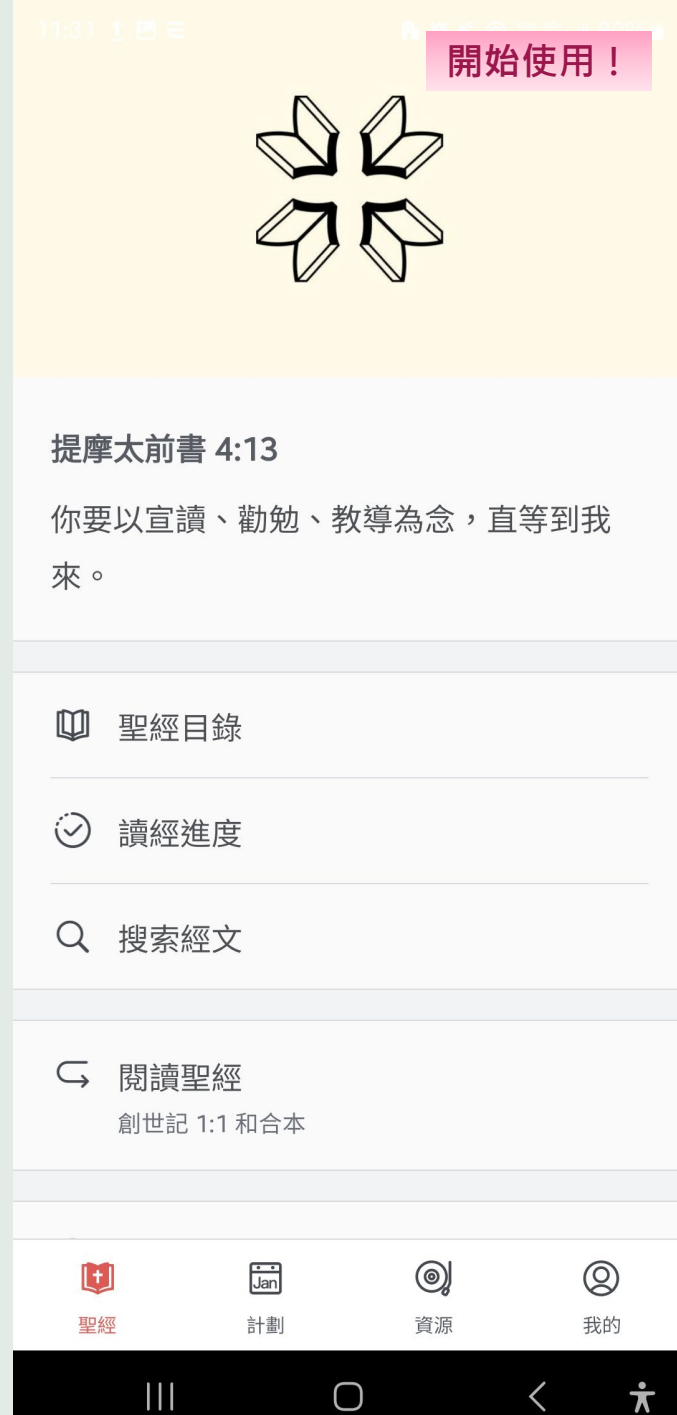 11:31
開始使用！
提摩太前書 4:13
你要以宣讀、勸勉、教導為念，直等到我
來。
聖經目錄
讀經進度
搜索經文
閱讀聖經
創世記 1:1 和合本
Jan
聖經
計劃
資源
我的